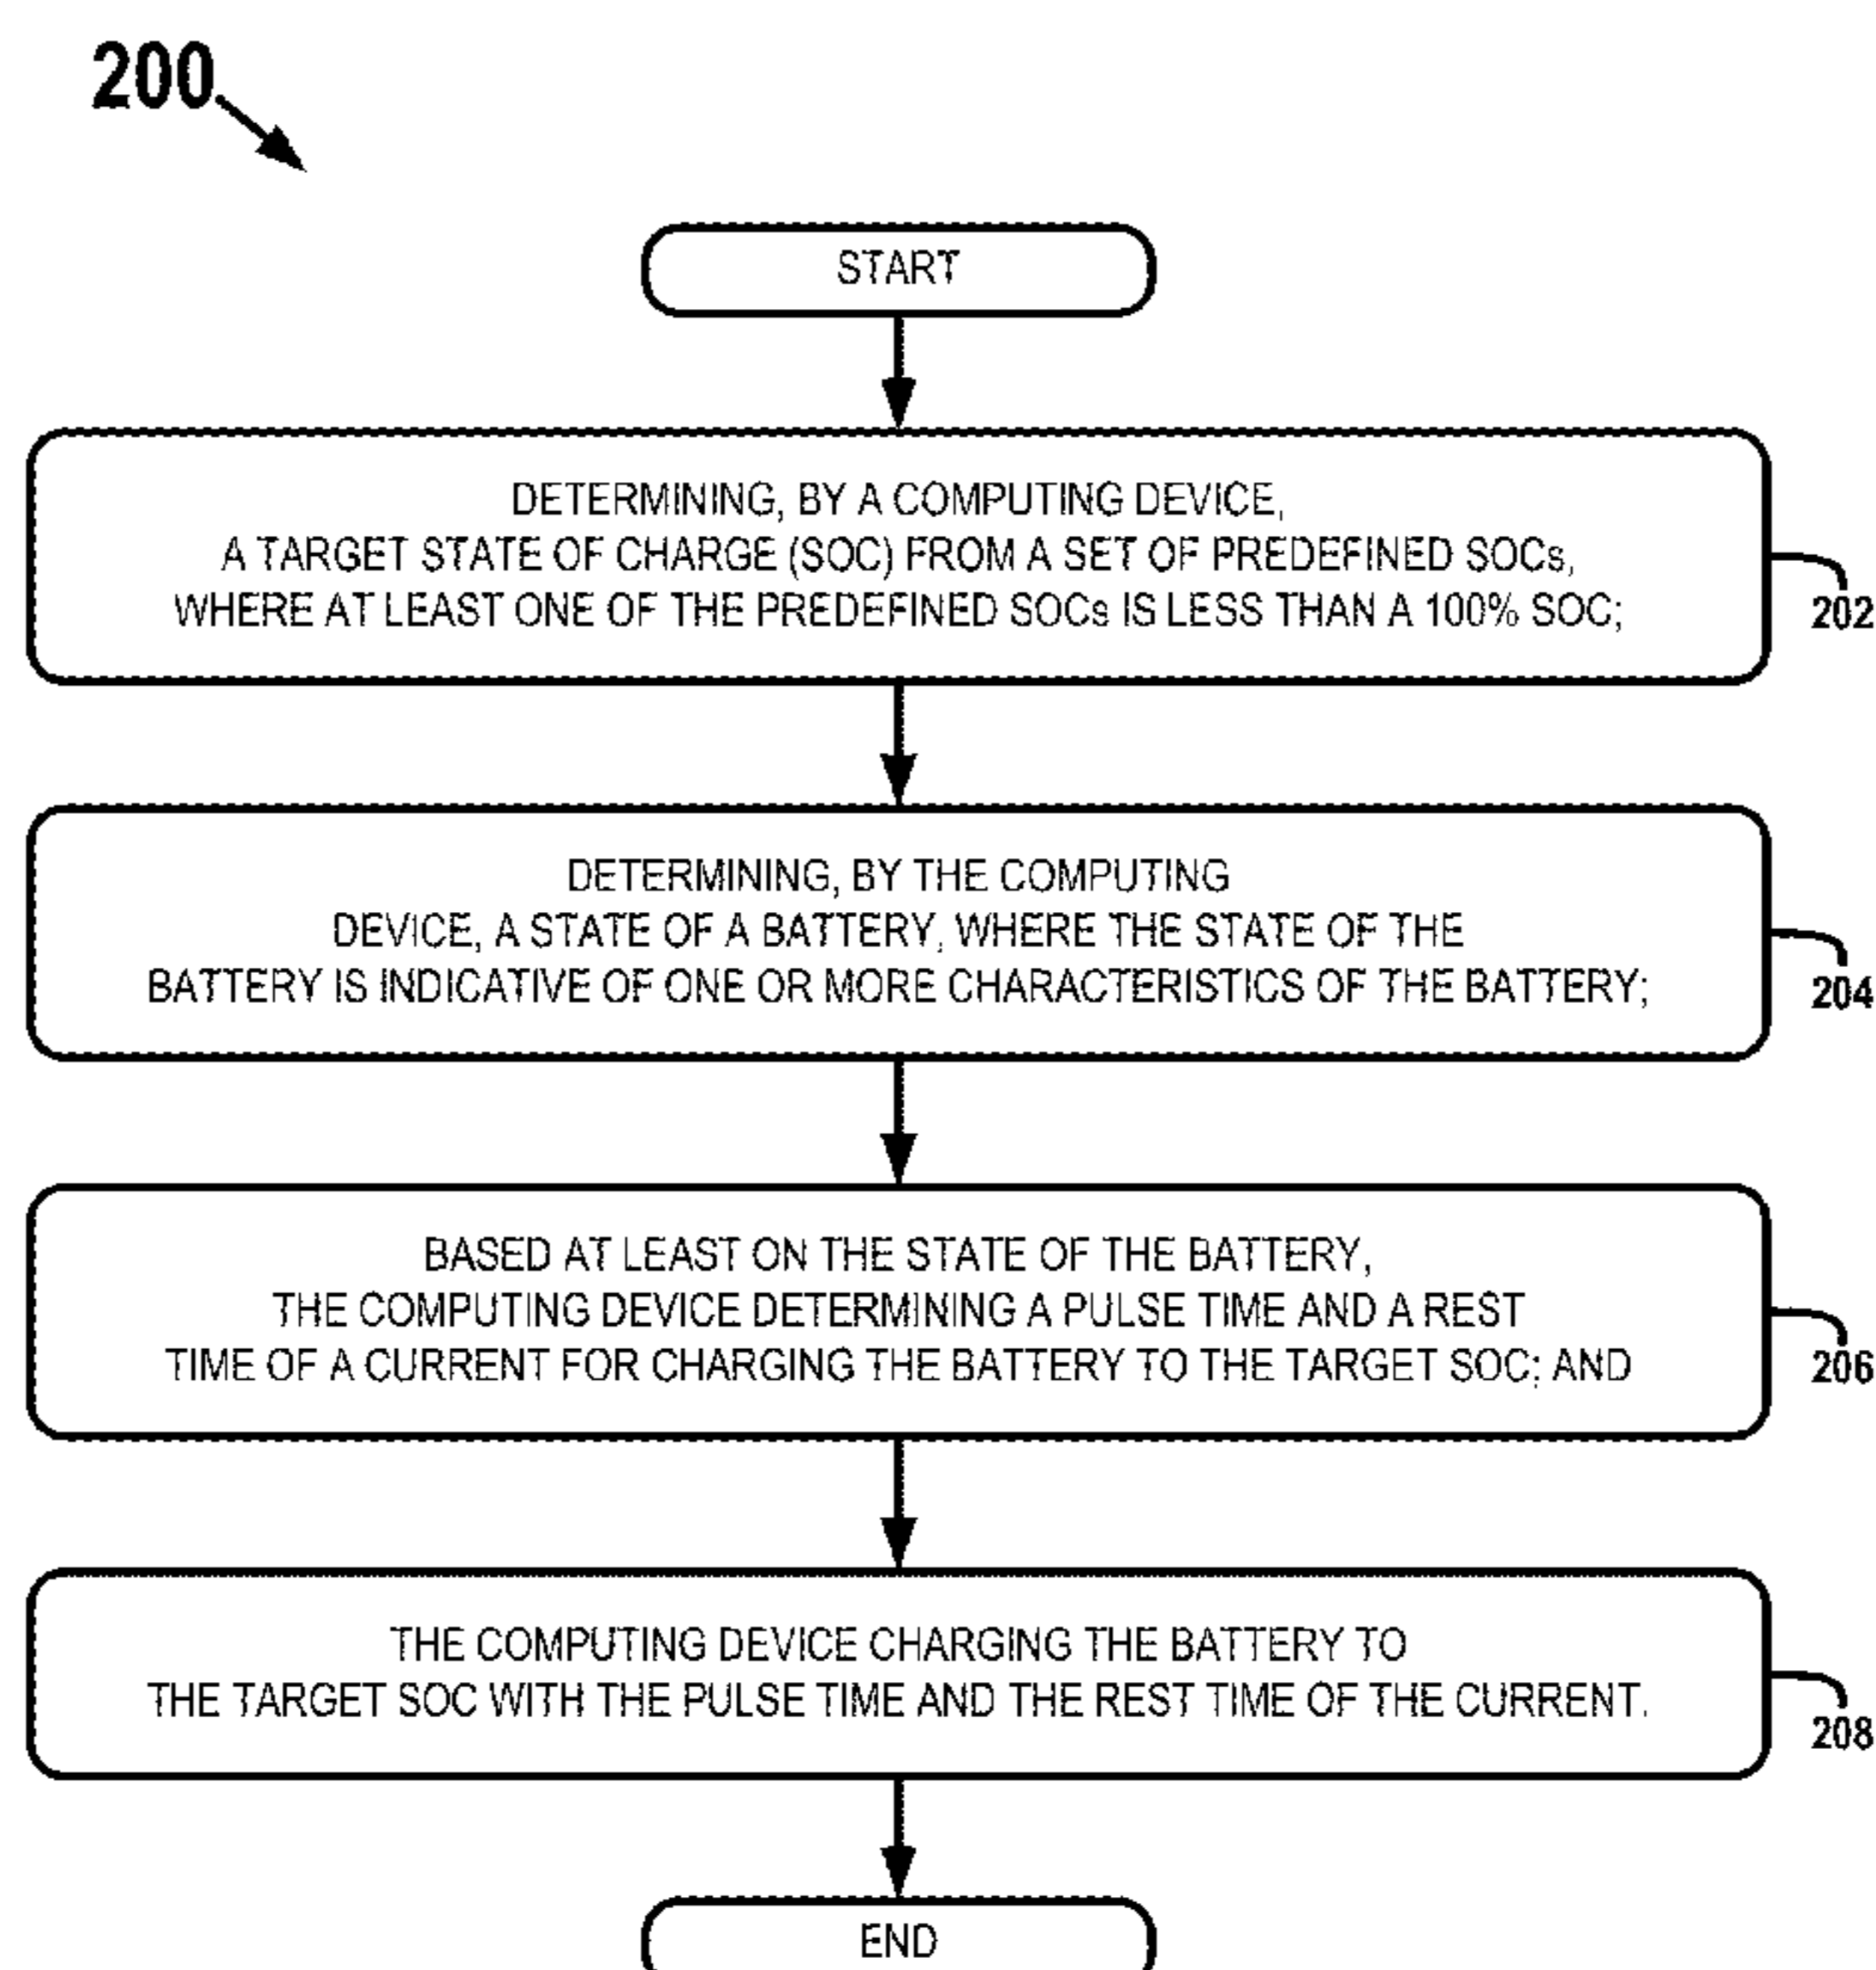 200
START
DETERMINING, BY A COMPUTING DEVICE,
A TARGET STATE OF CHARGE (SOC) FROM A SET OF PREDEFINED SOCs,
WHERE AT LEAST ONE OF THE PREDEFINED SOCs IS LESS THAN A 100% SOC;
202
DETERMINING, BY THE COMPUTING
DEVICE, A STATE OF A BATTERY, WHERE THE STATE OF THE
BATTERY IS INDICATIVE OF ONE OR MORE CHARACTERISTICS OF THE BATTERY;
204
BASED AT LEAST ON THE STATE OF THE BATTERY,
THE COMPUTING DEVICE DETERMINING A PULSE TIME AND A REST
TIME OF A CURRENT FOR CHARGING THE BATTERY TO THE TARGET SOC; AND
206
THE COMPUTING DEVICE CHARGING THE BATTERY TO
THE TARGET SOC WITH THE PULSE TIME AND THE REST TIME OF THE CURRENT.
208
END